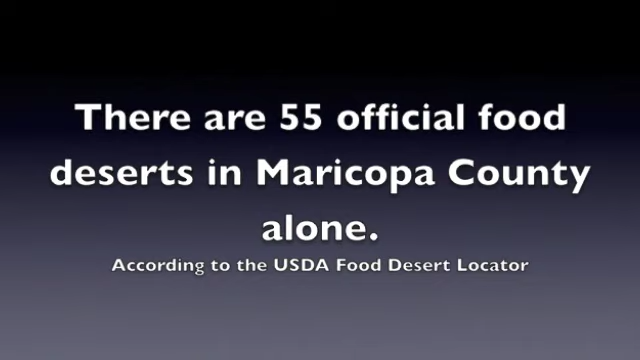 There are 55 official food
deserts in Maricopa County
alone.
According to the USDA Food Desert Locator